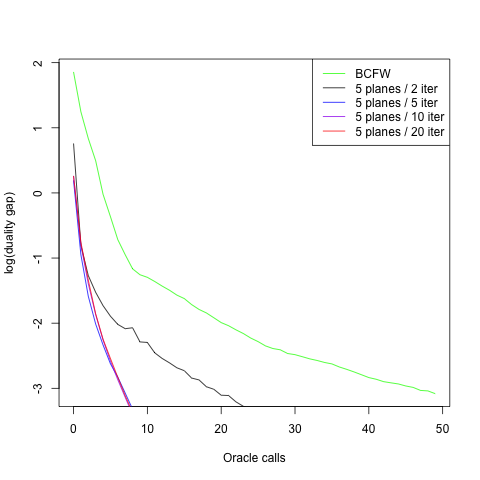 BCFW
5 planes / 2 iter
5 planes / 5 iter
5 planes / 10 iter
5 planes / 20 iter
log(duality gap)
2
1
0
-1
-2
-3
0 10 20 30 40 50
Oracle calls